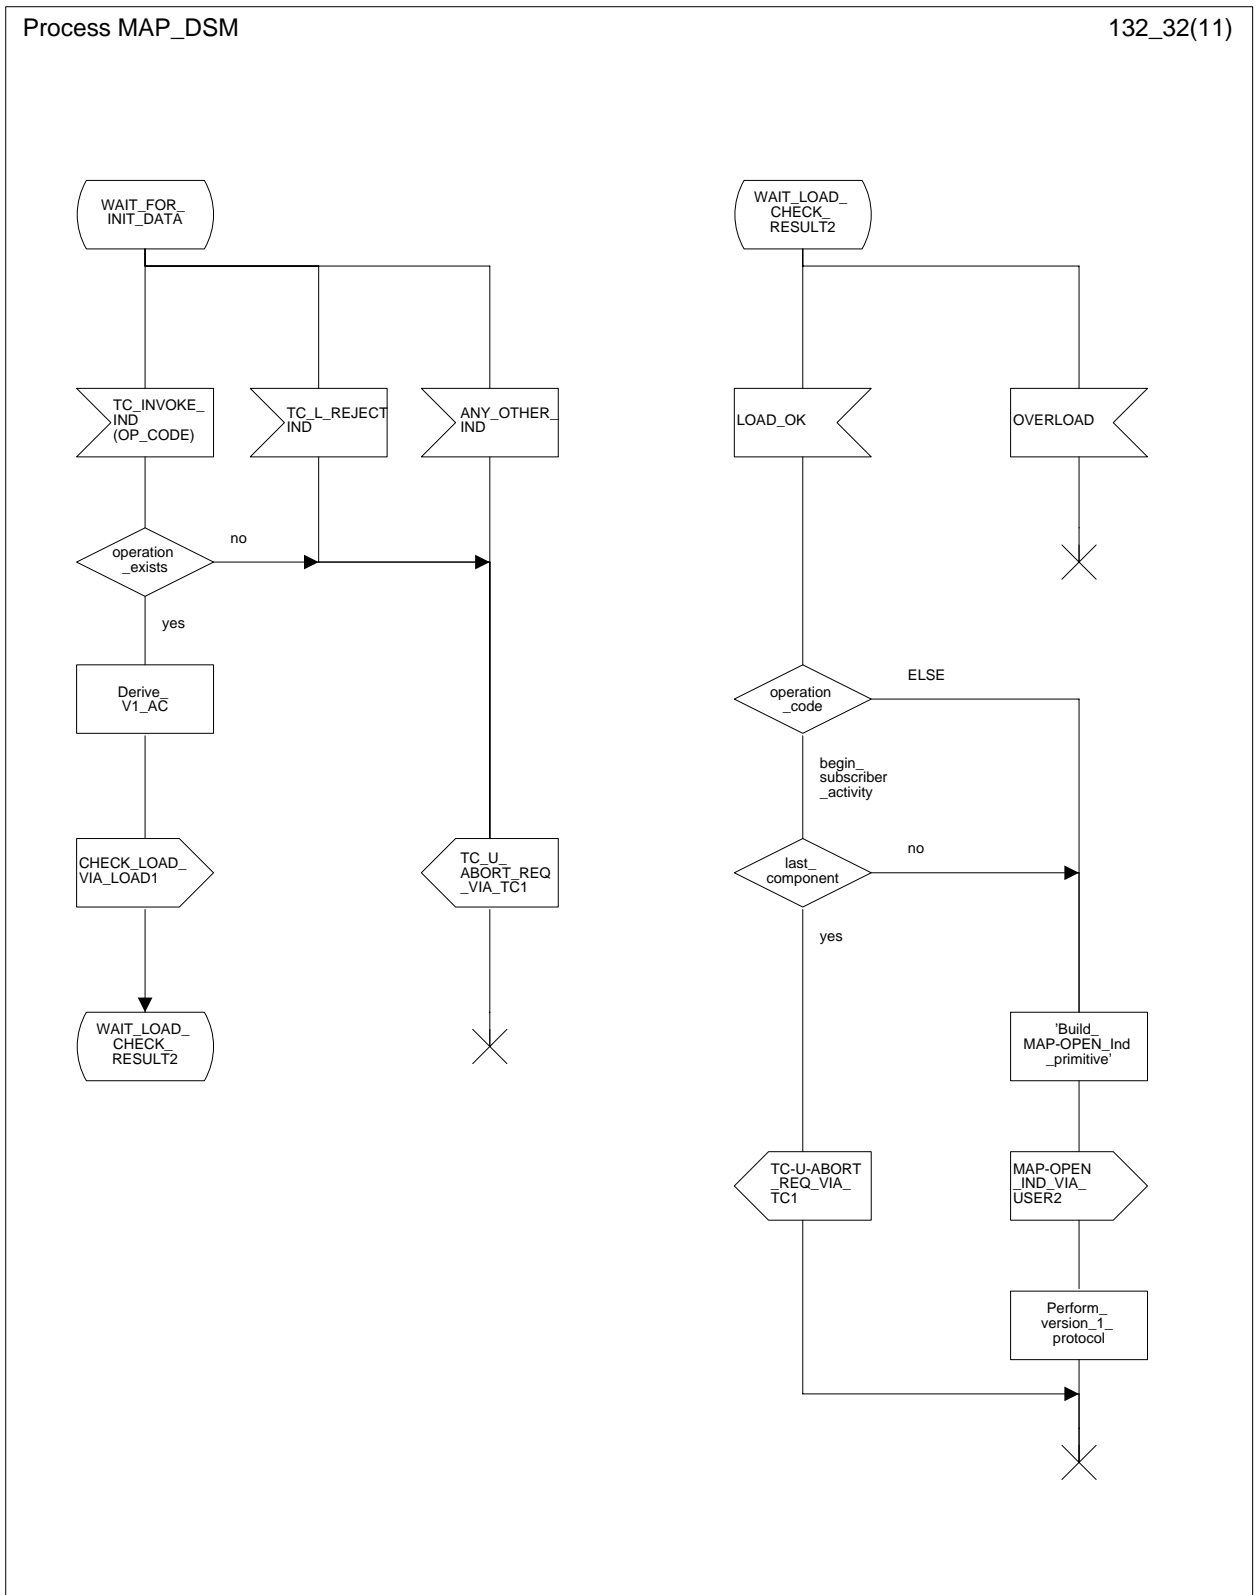 Process MAP_DSM
132_32(11)
WAIT_FOR_
INIT_DATA
TC_INVOKE_
IND
(OP_CODE)
TC_L_REJECT
IND
ANY_OTHER_
IND
operation
_exists
no
yes
Derive_
V1_AC
CHECK_LOAD_
VIA_LOAD1
TC_U_
ABORT_REQ
_VIA_TC1
WAIT_LOAD_
CHECK_
RESULT2
WAIT_LOAD_
CHECK_
RESULT2
LOAD_OK
OVERLOAD
operation
_code
ELSE
begin_
subscriber
_activity
last_
component
no
yes
'Build_
MAP-OPEN_Ind
_primitive'
TC-U-ABORT
_REQ_VIA_
TC1
MAP-OPEN
_IND_VIA_
USER2
Perform_
version_1_
protocol